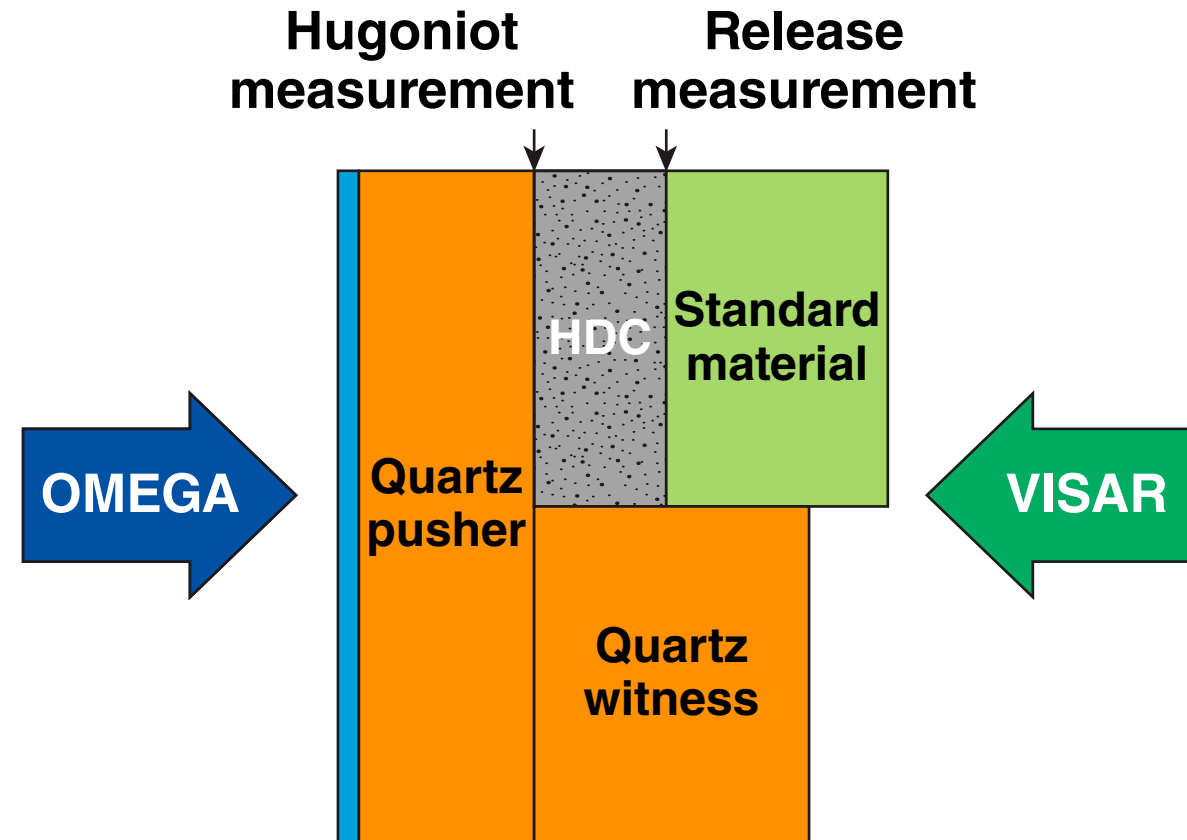 Hugoniot
measurement
Release
measurement
HDC
Standard
material
OMEGA
Quartz
pusher
VISAR
Quartz
witness